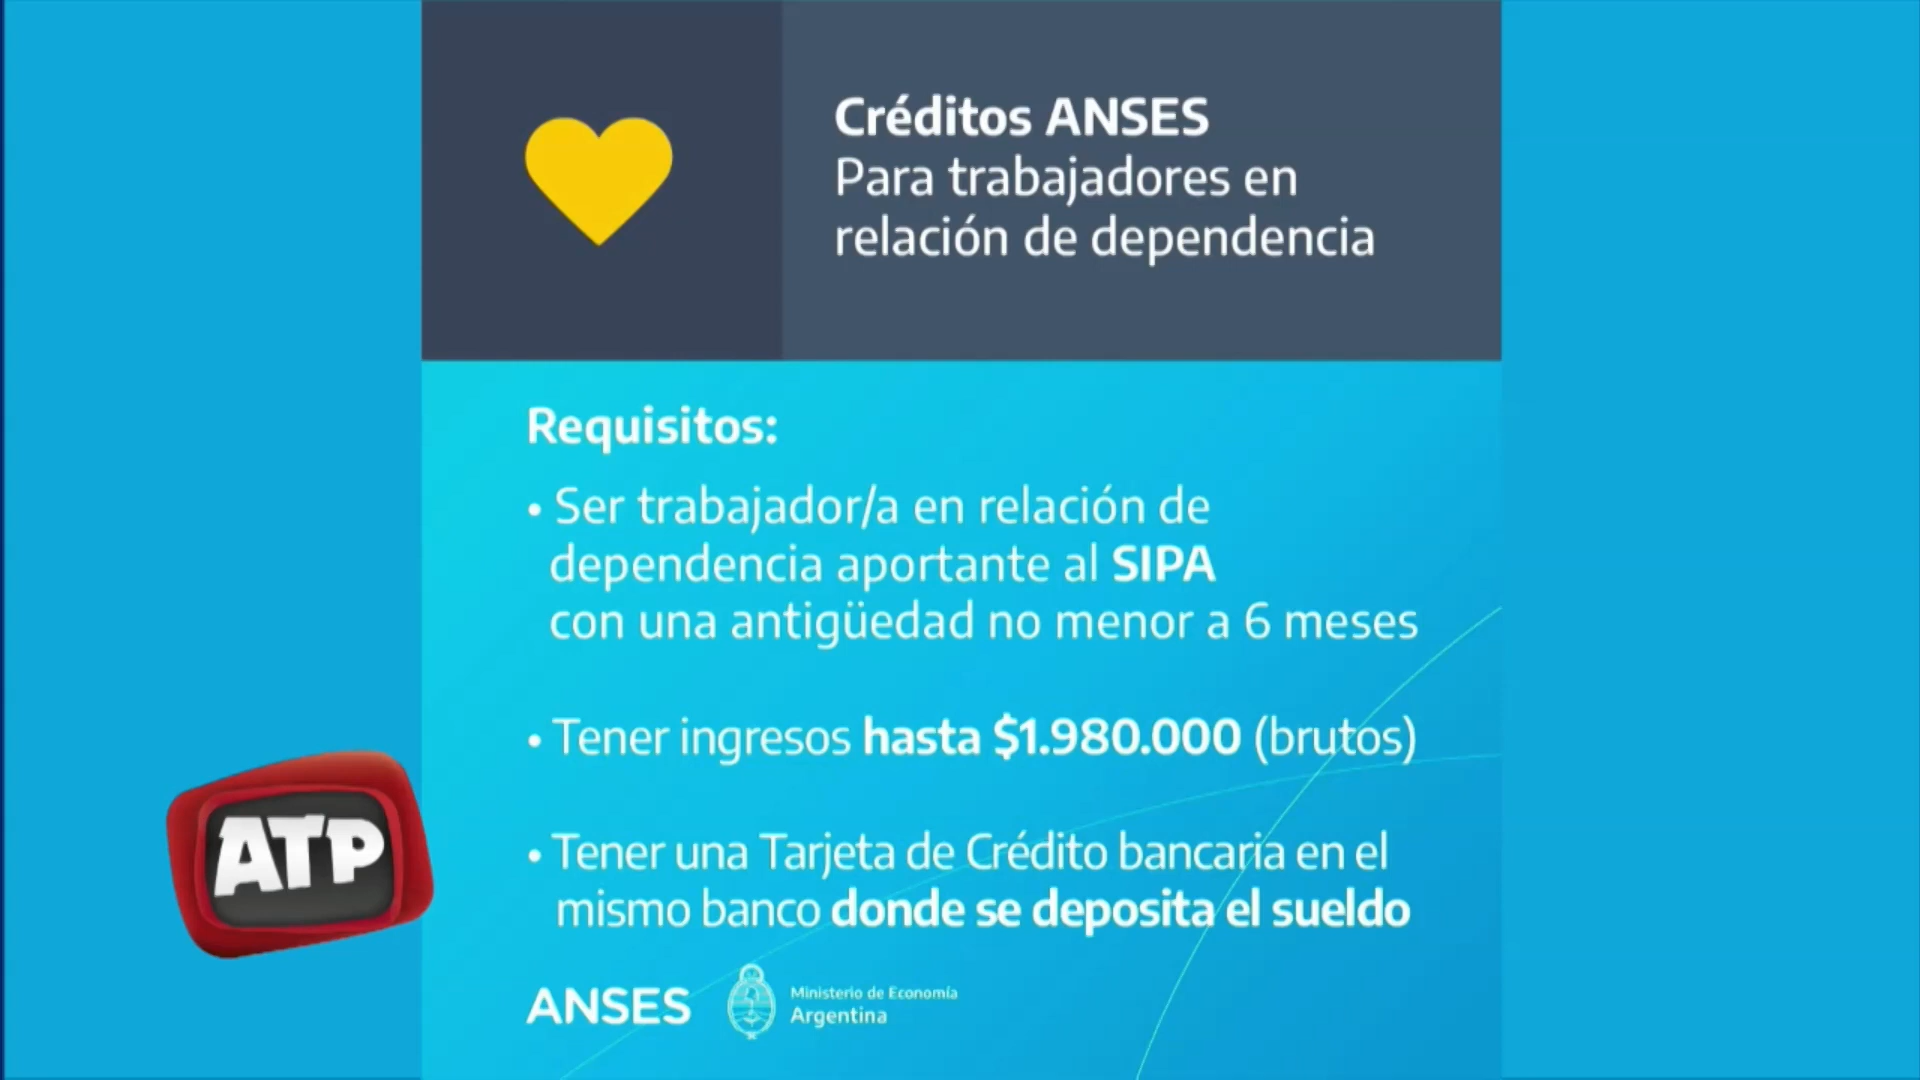 Créditos ANSES
Para trabajadores en
relación de dependencia
Requisitos:
• Ser trabajador/a en relación de
dependencia aportante al SIPA
con una antigüedad no menor a 6 meses
• Tener ingresos hasta $1.980.000 (brutos)
• Tener una Tarjeta de Crédito bancaria en el
mismo banco donde se deposita el sueldo
ATP
ANSES
Ministerio de Economía
Argentina